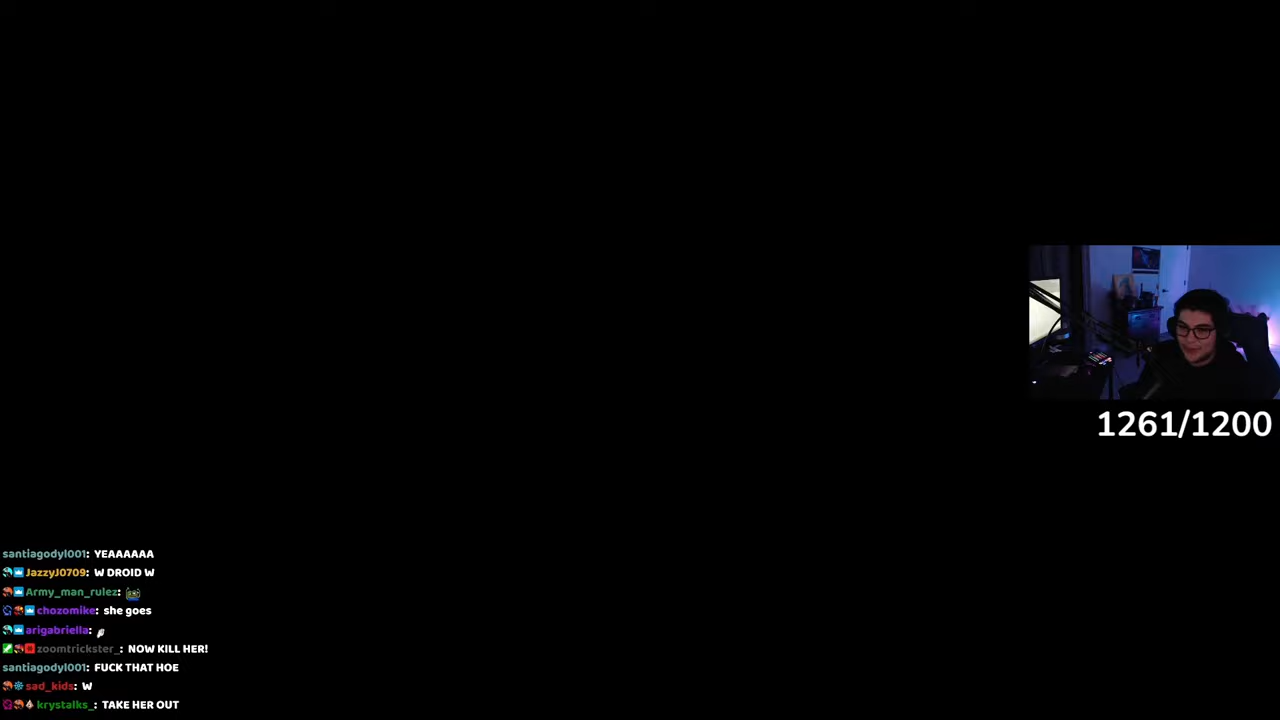 1261/1200
santiagodyl001: YEAAAAAA
JazzyJ0709: W DROID W
Army_man_rulez:
chozomike: she goes
arigabriella:
zoomtrickster_: NOW KILL HER!
santiagodyl001: FUCK THAT HOE
sad_kids: W
krystalks_: TAKE HER OUT